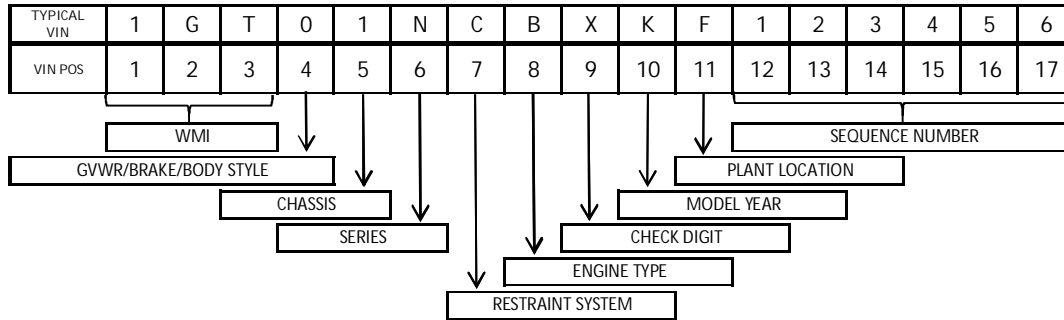 TYPICAL VIN 1 G T 0 1 N C B X K F 1 2 3 4 5 6
VIN POS 1 2 3 4 5 6 7 8 9 10 11 12 13 14 15 16 17
WMI SEQUENCE NUMBER
GVWR/BRAKE/BODY STYLE PLANT LOCATION
CHASSIS MODEL YEAR
SERIES CHECK DIGIT
ENGINE TYPE
RESTRAINT SYSTEM